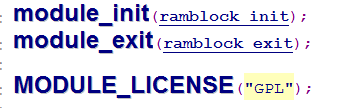 module_init(ramblock_init);
module_exit(ramblock_exit);
MODULE_LICENSE("GPL");